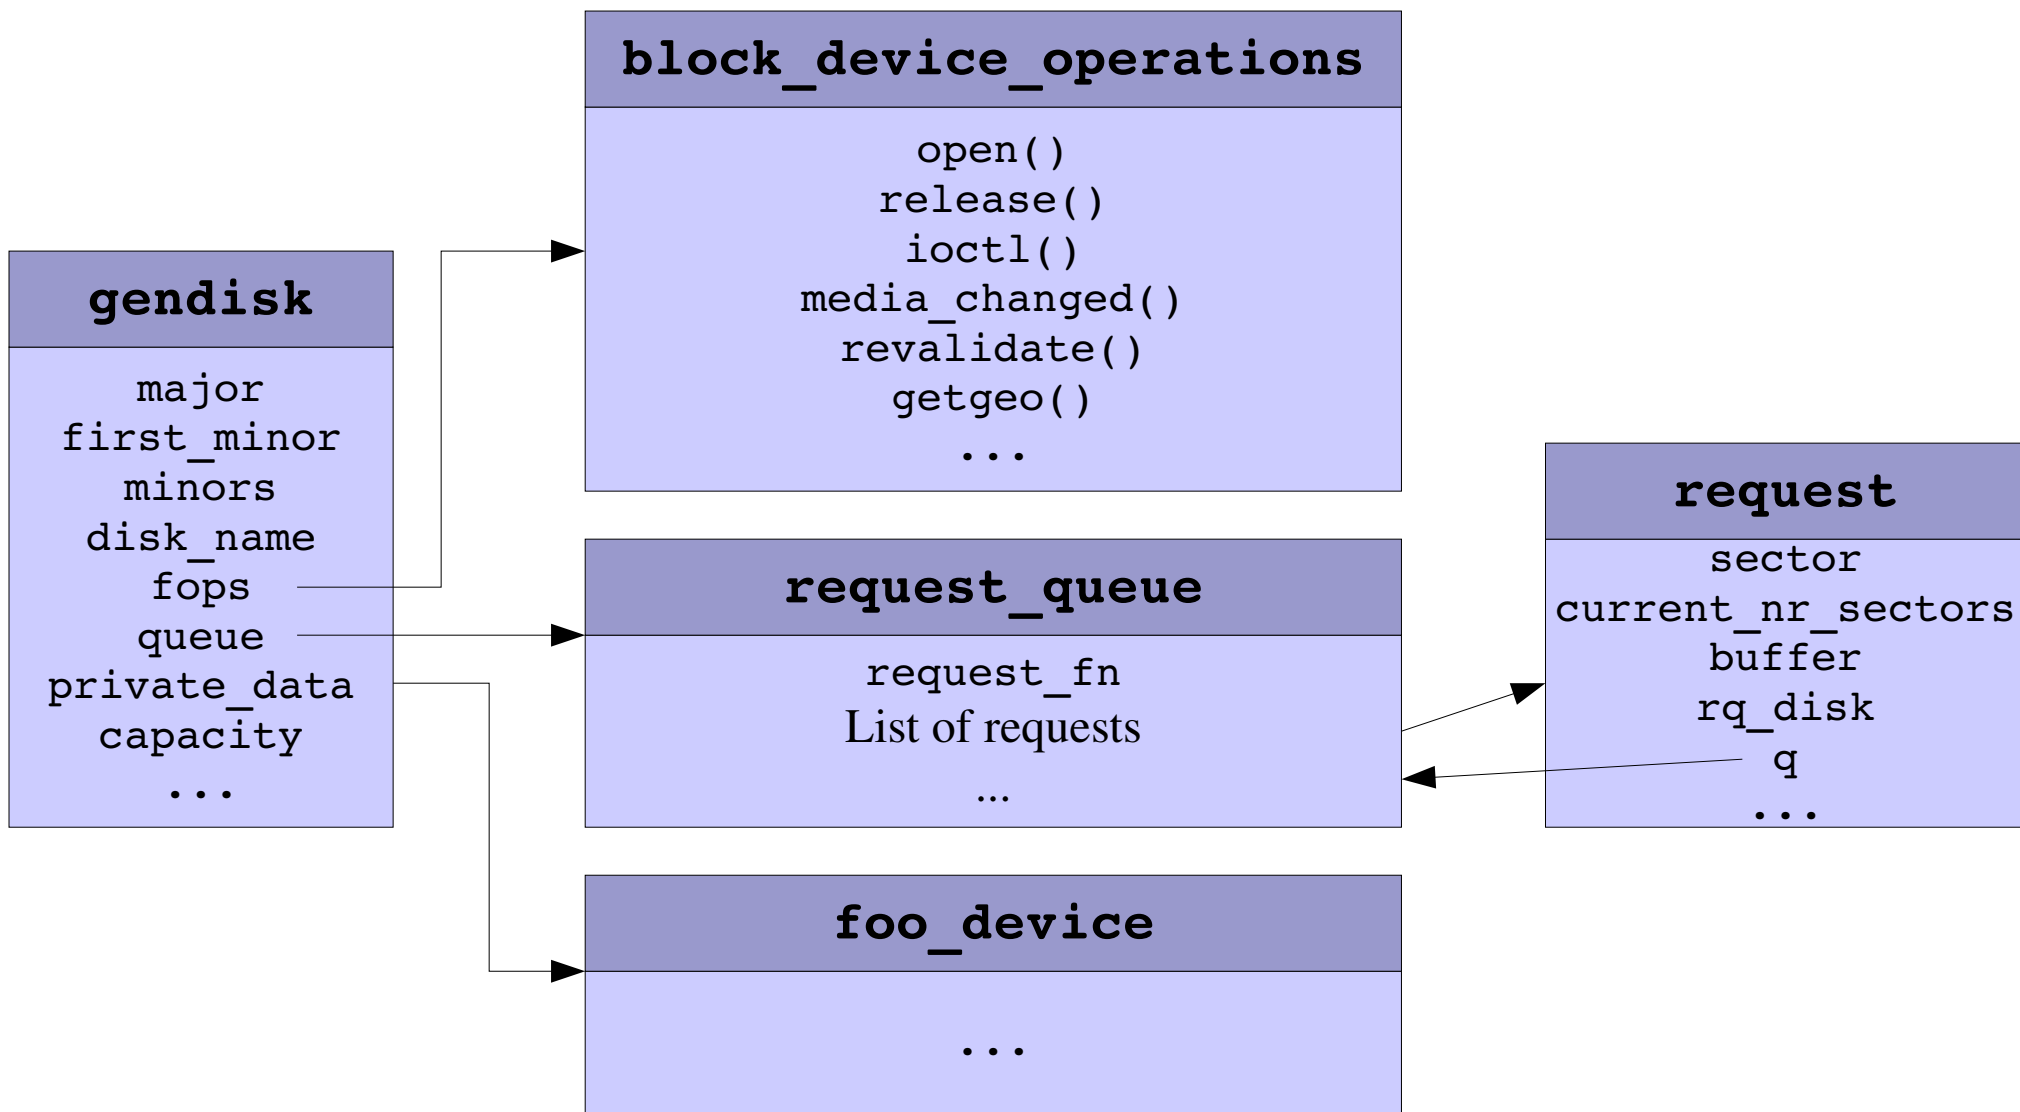 block_device_operations
open()
release()
ioctl()
media_changed()
revalidate()
getgeo()
...
gendisk
major
first_minor
minors
disk_name
fops
queue
private_data
capacity
...
request_queue
request_fn
List of requests
...
request
sector
current_nr_sectors
buffer
rq_disk
q
...
foo_device
...